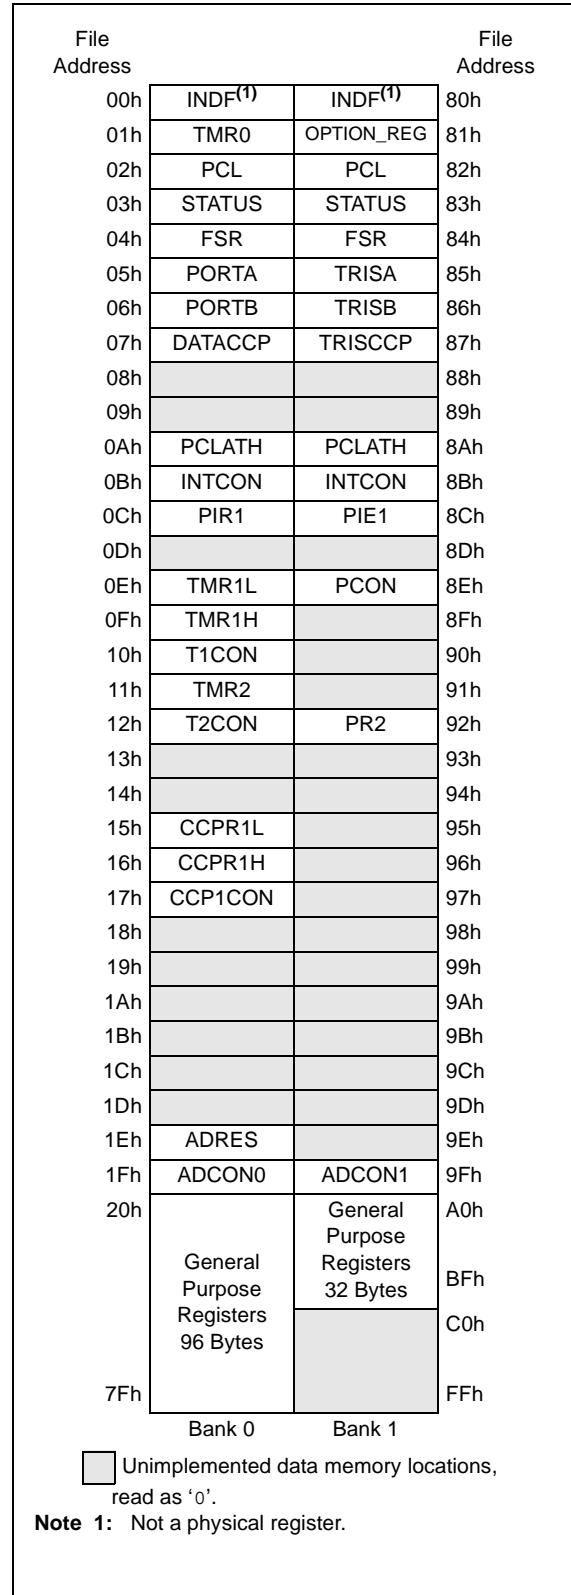 File File
Address Address
00h INDF(1) INDF(1) 80h
01h TMR0 OPTION_REG 81h
02h PCL PCL 82h
03h STATUS STATUS 83h
04h FSR FSR 84h
05h PORTA TRISA 85h
06h PORTB TRISB 86h
07h DATACCP TRISCCP 87h
08h 88h
09h 89h
0Ah PCLATH PCLATH 8Ah
0Bh INTCON INTCON 8Bh
0Ch PIR1 PIE1 8Ch
0Dh 8Dh
0Eh TMR1L PCON 8Eh
0Fh TMR1H 8Fh
10h T1CON 90h
11h TMR2 91h
12h T2CON PR2 92h
13h 93h
14h 94h
15h CCPR1L 95h
16h CCPR1H 96h
17h CCP1CON 97h
18h 98h
19h 99h
1Ah 9Ah
1Bh 9Bh
1Ch 9Ch
1Dh 9Dh
1Eh ADRES 9Eh
1Fh ADCON0 ADCON1 9Fh
20h General A0h
Purpose
General Registers
Purpose 32 Bytes BFh
Registers C0h
96 Bytes
7Fh FFh
Bank 0 Bank 1
Unimplemented data memory locations,
read as ‘0’.
Note 1: Not a physical register.